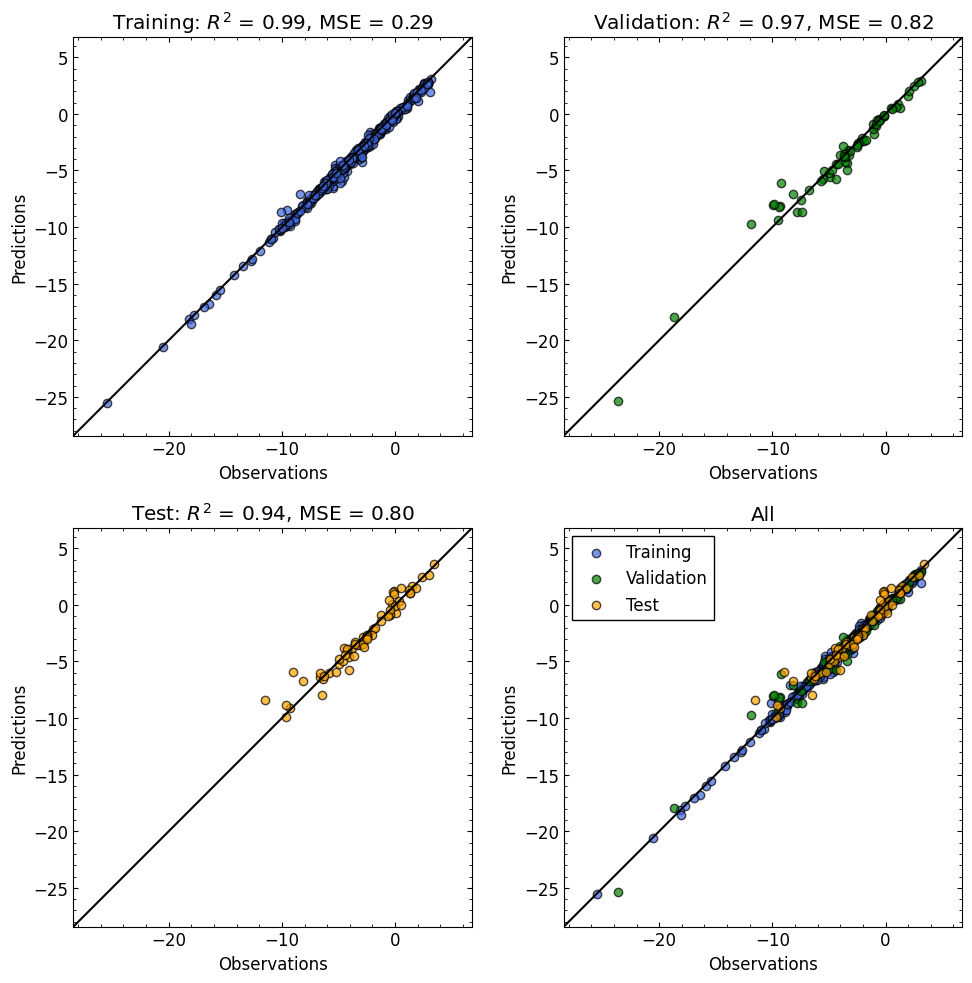 Training: R² = 0.99, MSE = 0.29
5
0
−5
−10
−15
−20
−25
Predictions
−20 −10 0
Observations
Validation: R² = 0.97, MSE = 0.82
5
0
−5
−10
−15
−20
−25
Predictions
−20 −10 0
Observations
Test: R² = 0.94, MSE = 0.80
5
0
−5
−10
−15
−20
−25
Predictions
−20 −10 0
Observations
All
Training
Validation
Test
5
0
−5
−10
−15
−20
−25
Predictions
−20 −10 0
Observations